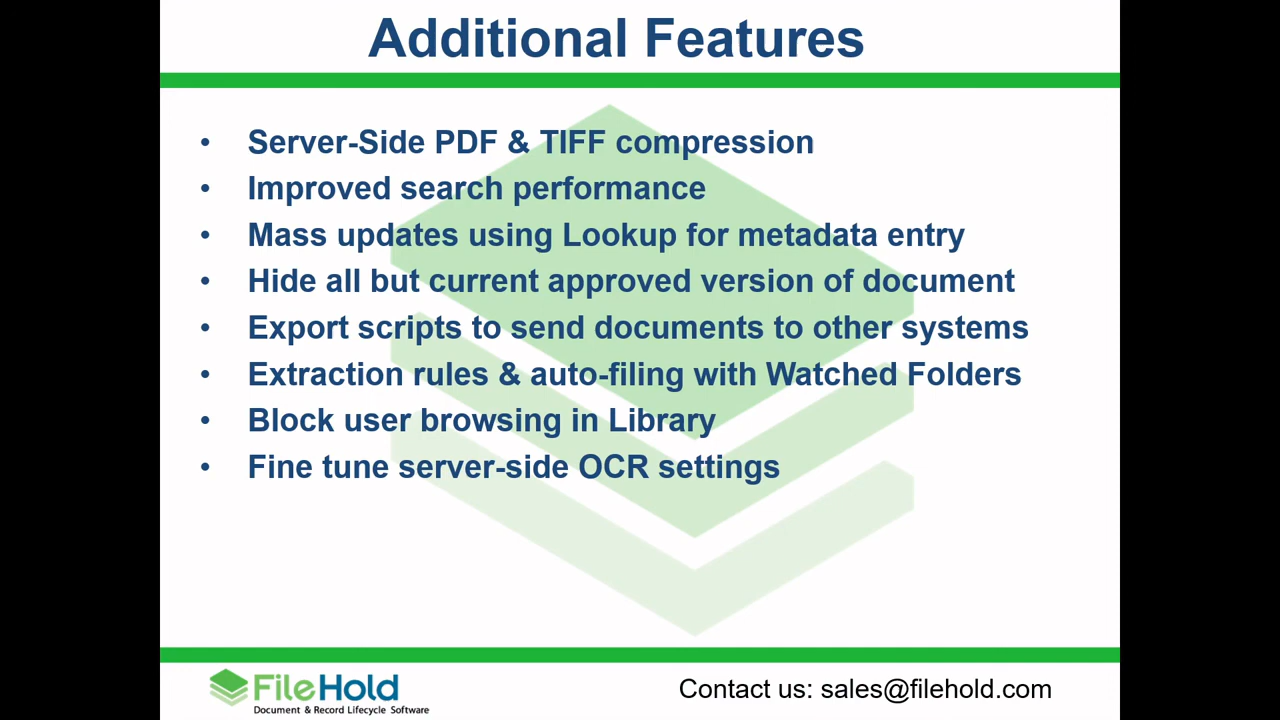 Additional Features
• Server-Side PDF & TIFF compression
• Improved search performance
• Mass updates using Lookup for metadata entry
• Hide all but current approved version of document
• Export scripts to send documents to other systems
• Extraction rules & auto-filing with Watched Folders
• Block user browsing in Library
• Fine tune server-side OCR settings
FileHold
Document & Record Lifecycle Software
Contact us: sales@filehold.com